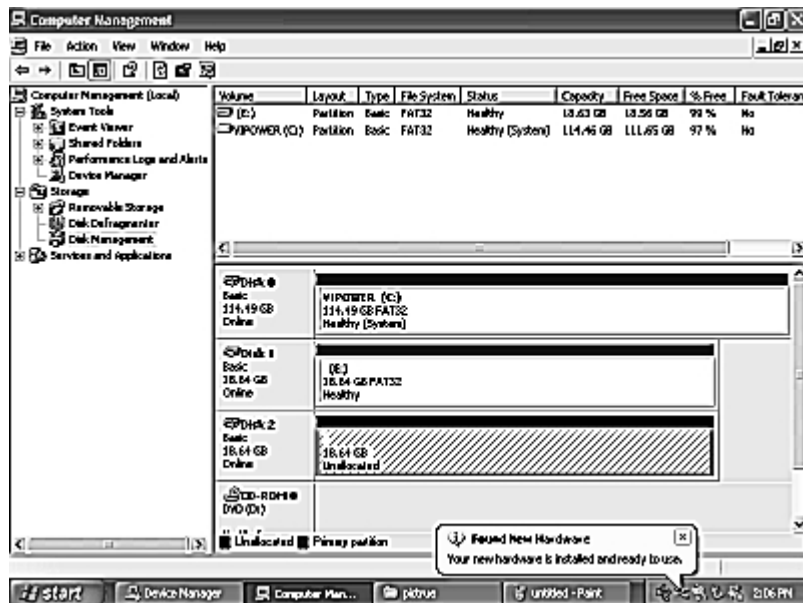 Computer Management
File Action View Window Help
Computer Management (Local)
System Tools
Event Viewer
Shared Folders
Performance Logs and Alerts
Device Manager
Storage
Removable Storage
Disk Defragmenter
Disk Management
Services and Applications
Volume Layout Type File System Status Capacity Free Space % Free Fault Toleran
(E:) Partition Basic FAT32 Healthy 18.63 GB 18.56 GB 99 % No
VIPOWER (C:) Partition Basic FAT32 Healthy (System) 114.46 GB 111.65 GB 97 % No
Disk 0
Basic
114.49 GB
Online
VIPOWER (C:)
114.49 GB FAT32
Healthy (System)
Disk 1
Basic
18.64 GB
Online
(E:)
18.64 GB FAT32
Healthy
Disk 2
Basic
18.64 GB
Online
18.64 GB
Unallocated
CD-ROM 0
DVD (D:)
Unallocated Primary partition
Found New Hardware
Your new hardware is installed and ready to use.
start Device Manager Computer Man... pictrue untitled - Paint 2:06 PM